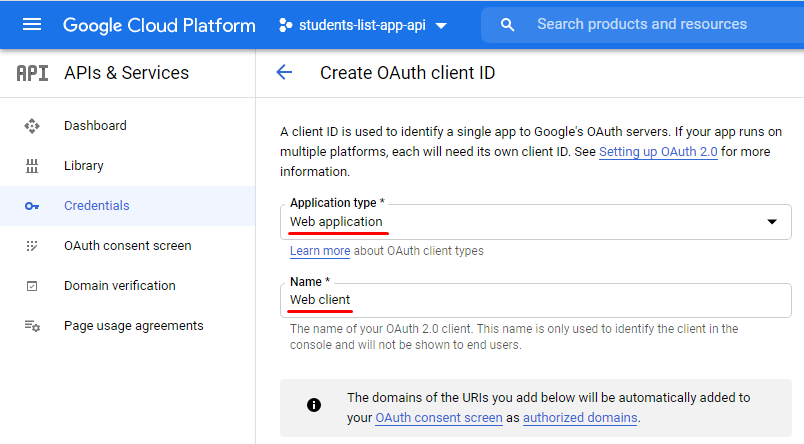 Google Cloud Platform
students-list-app-api
Search products and resources
API
APIs & Services
Create OAuth client ID
Dashboard
Library
Credentials
OAuth consent screen
Domain verification
Page usage agreements
A client ID is used to identify a single app to Google's OAuth servers. If your app runs on
multiple platforms, each will need its own client ID. See Setting up OAuth 2.0 for more
information.
Application type *
Web application
Learn more about OAuth client types
Name *
Web client
The name of your OAuth 2.0 client. This name is only used to identify the client in the
console and will not be shown to end users.
The domains of the URIs you add below will be automatically added to
your OAuth consent screen as authorized domains.